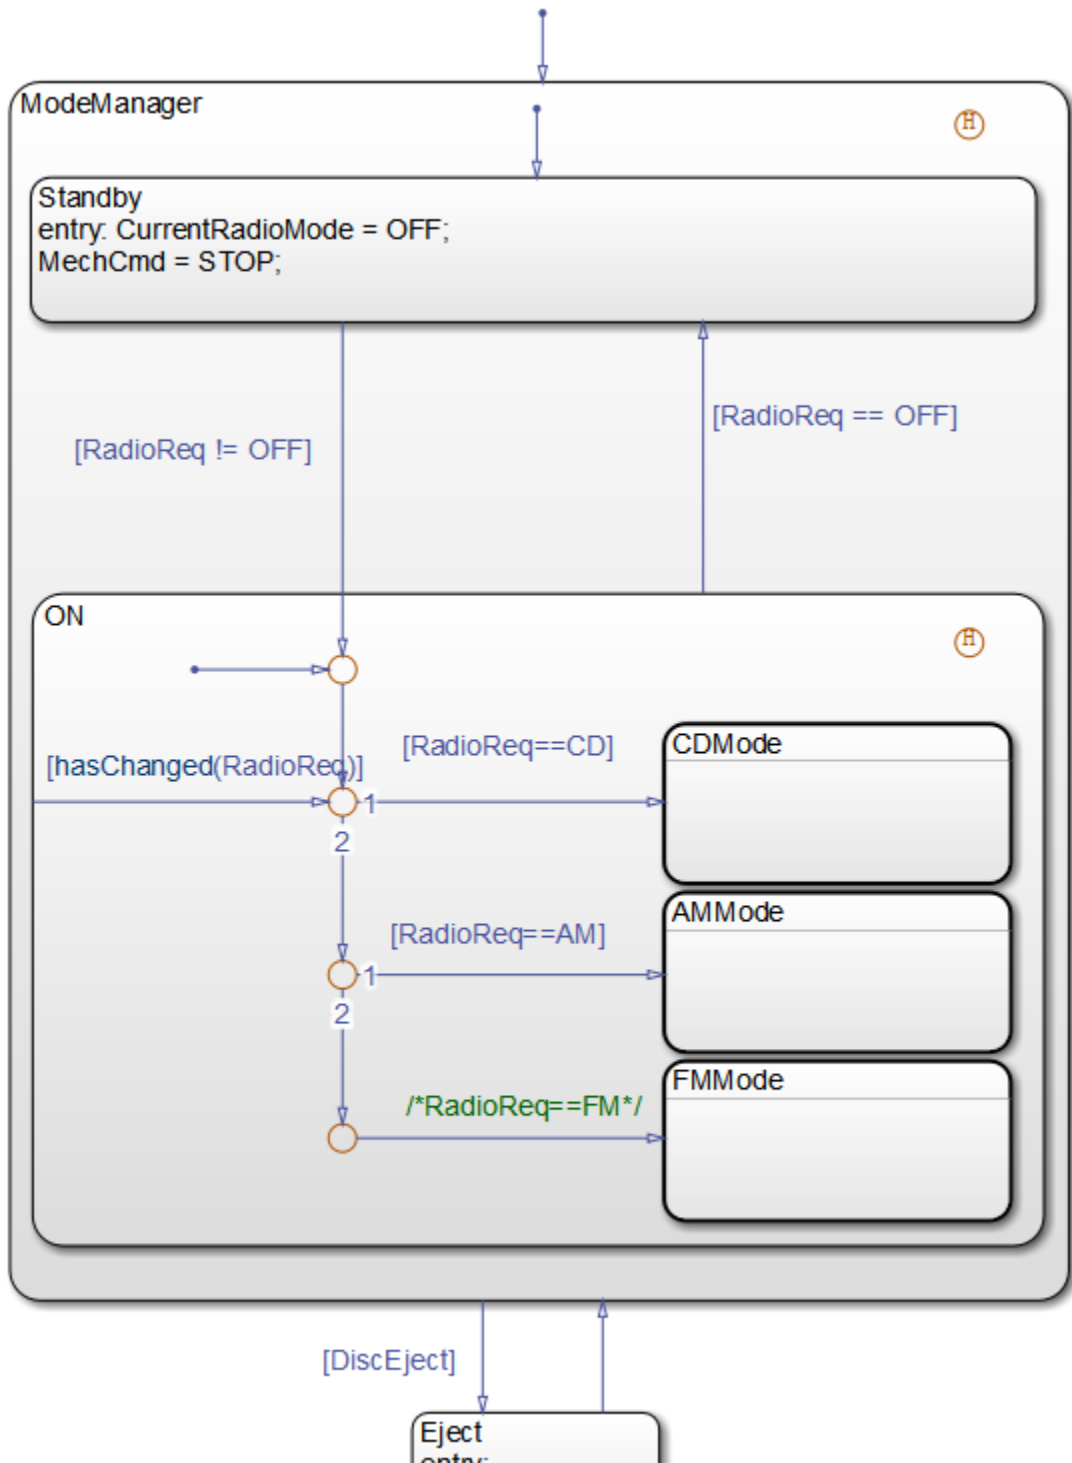 ModeManager
H
Standby
entry: CurrentRadioMode = OFF;
MechCmd = STOP;
[RadioReq != OFF]
[RadioReq == OFF]
ON
H
[hasChanged(RadioReq)]
[RadioReq==CD]
CDMode
1
2
[RadioReq==AM]
AMMode
1
2
/*RadioReq==FM*/
FMMode
[DiscEject]
Eject
entry: